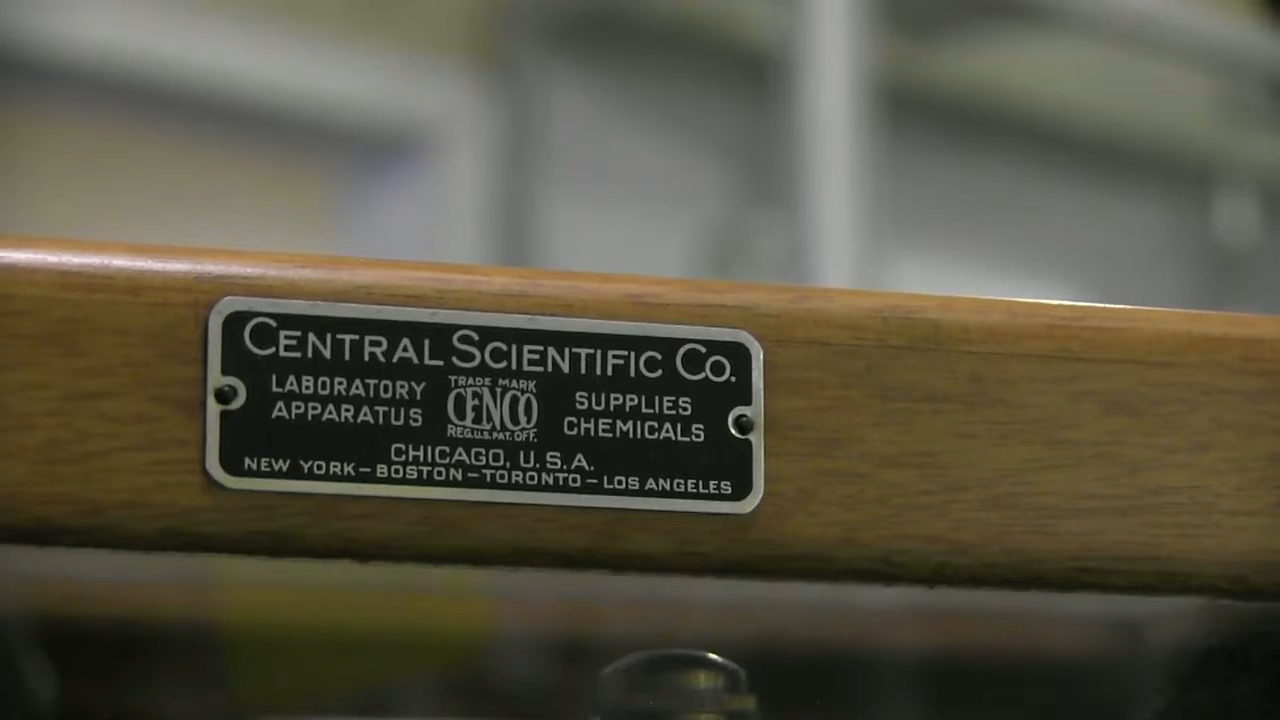 CENTRAL SCIENTIFIC CO.
LABORATORY
APPARATUS
TRADE MARK
CENCO
REG.U.S.PAT.OFF.
SUPPLIES
CHEMICALS
CHICAGO, U.S.A.
NEW YORK-BOSTON-TORONTO-LOS ANGELES